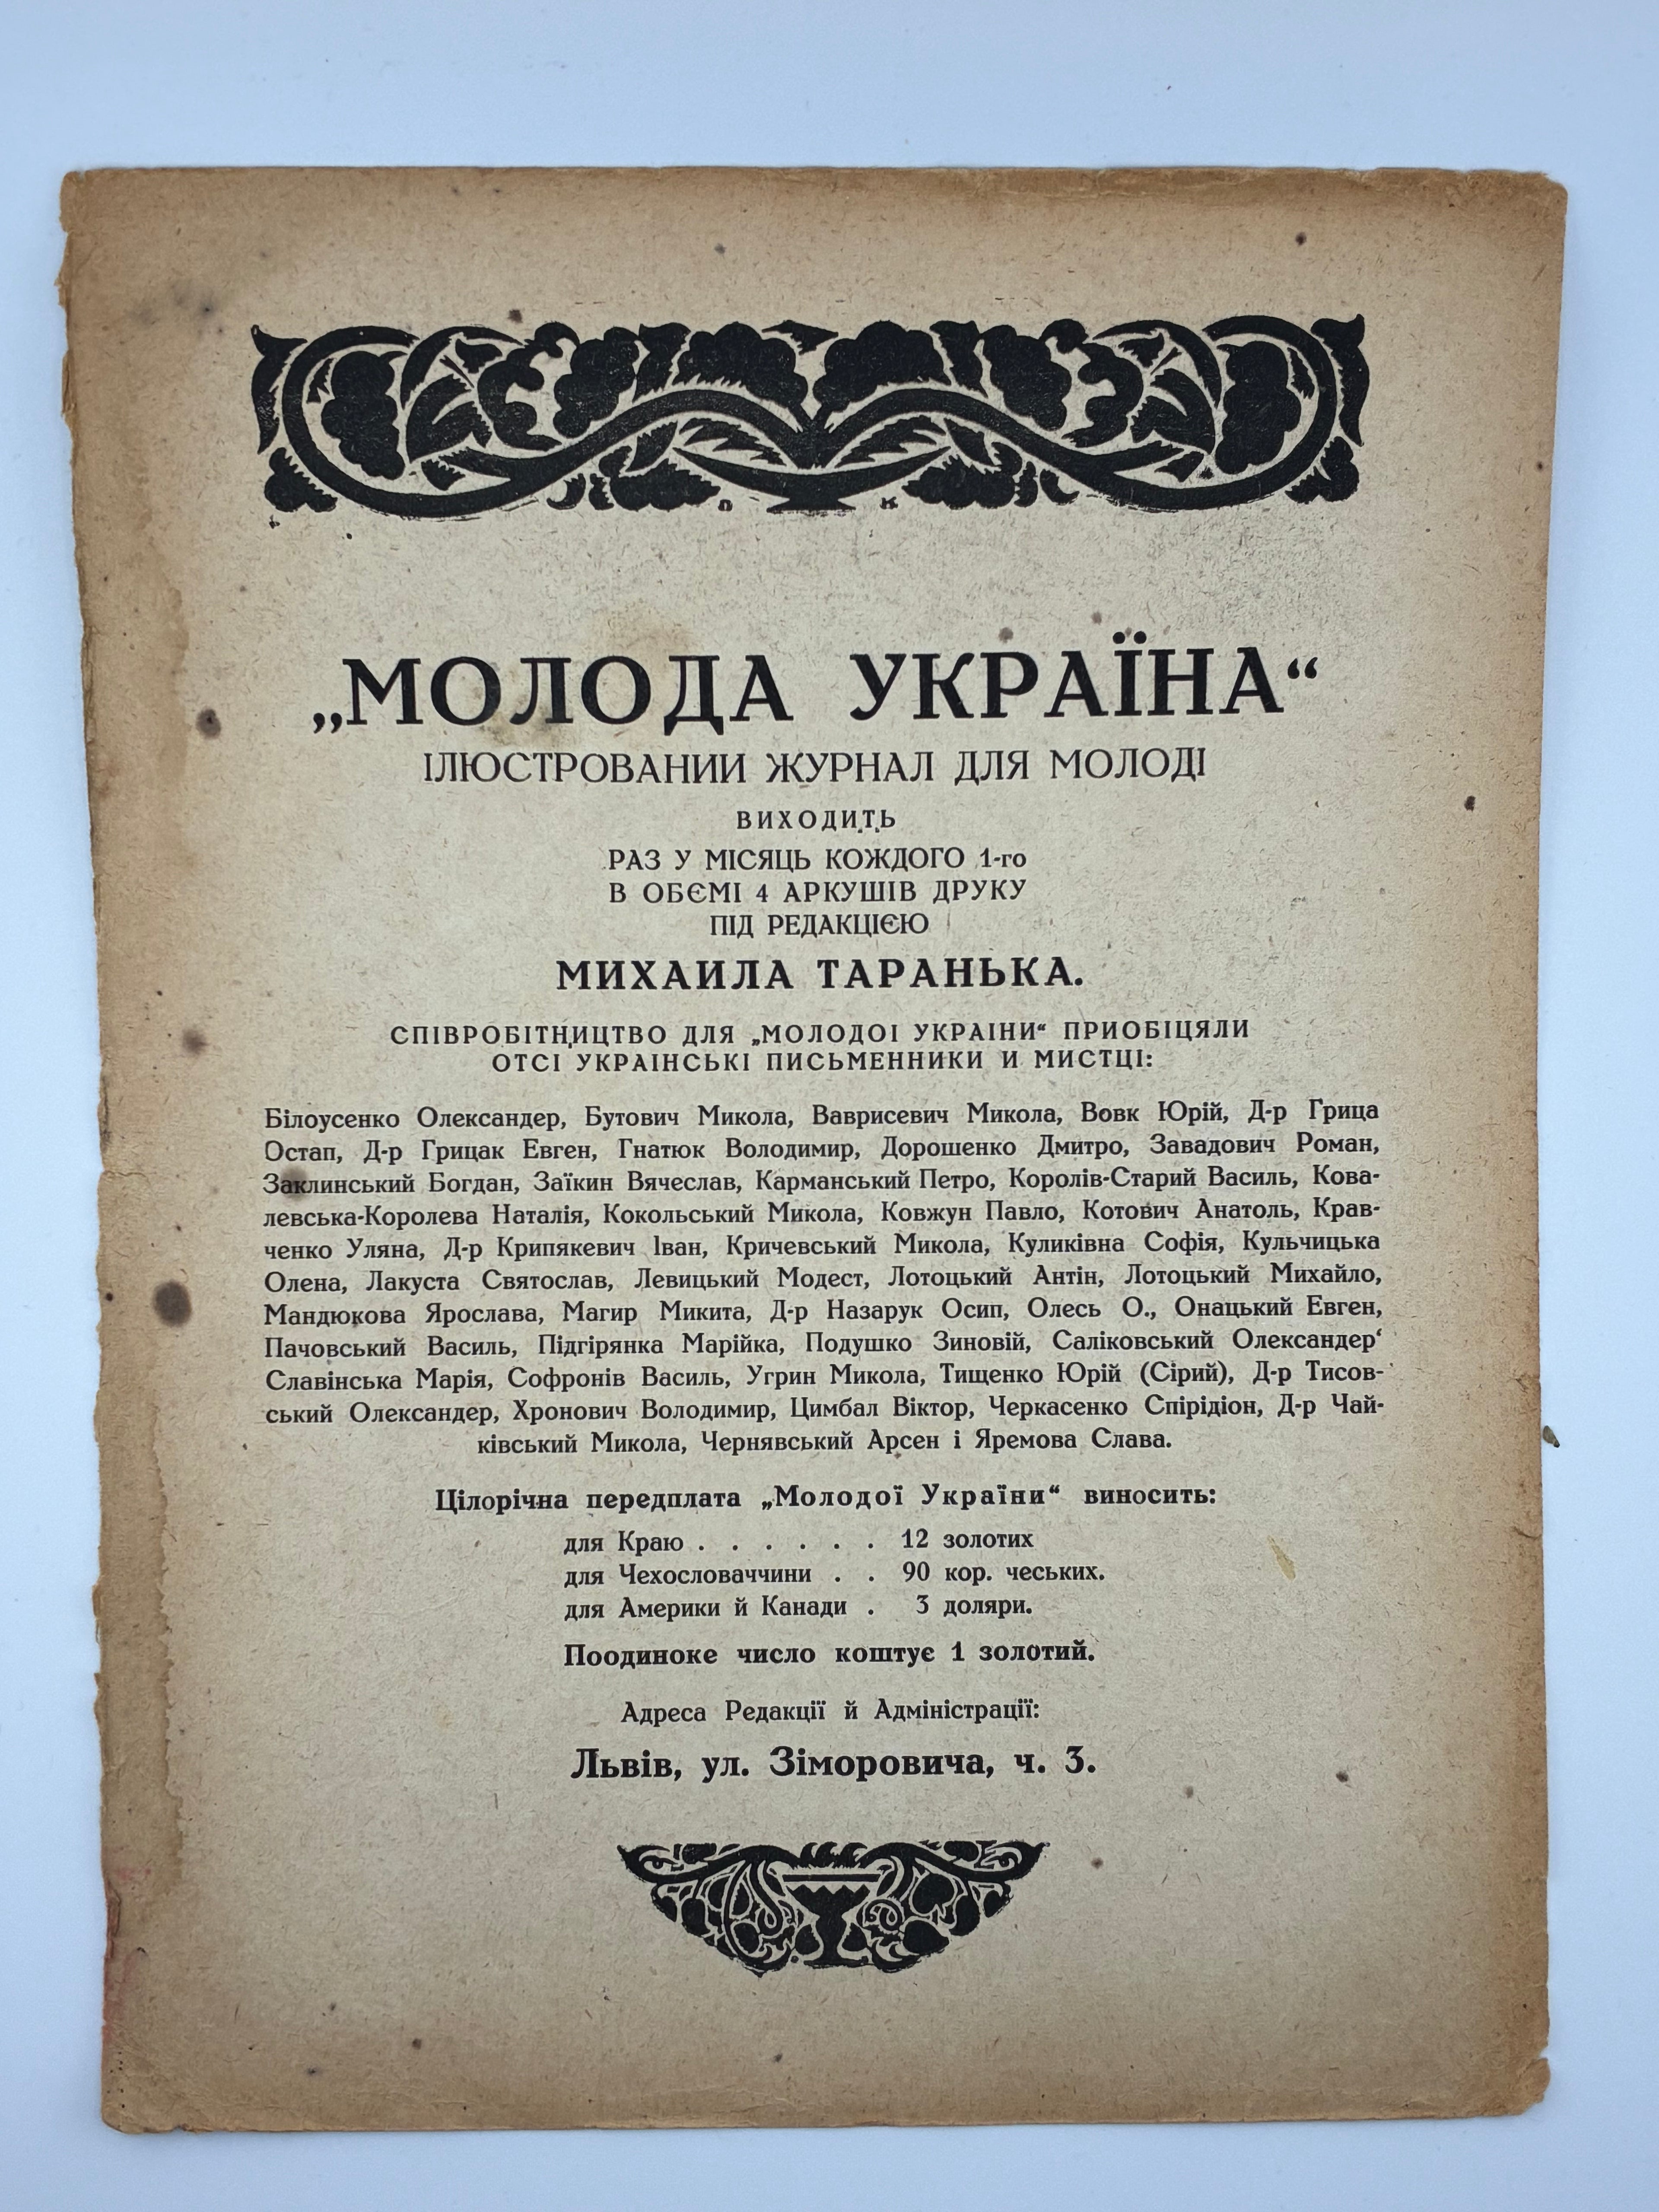 П К
„МОЛОДА УКРАЇНА“
ІЛЮСТРОВАНИИ ЖУРНАЛ ДЛЯ МОЛОДІ
ВИХОДИТЬ
РАЗ У МІСЯЦЬ КОЖДОГО 1-го
В ОБЄМІ 4 АРКУШІВ ДРУКУ
ПІД РЕДАКЦІЄЮ
МИХАИЛА ТАРАНЬКА.
СПІВРОБІТНИЦТВО ДЛЯ „МОЛОДОІ УКРАІНИ“ ПРИОБІЦЯЛИ
ОТСІ УКРАІНСЬКІ ПИСЬМЕННИКИ И МИСТЦІ:
Білоусенко Олександер, Бутович Микола, Ваврисевич Микола, Вовк Юрій, Д-р Грица
Остап, Д-р Грицак Евген, Гнатюк Володимир, Дорошенко Дмитро, Завадович Роман,
Заклинський Богдан, Заїкин Вячеслав, Карманський Петро, Королів-Старий Василь, Кова-
левська-Королева Наталія, Кокольський Микола, Ковжун Павло, Котович Анатоль, Крав-
ченко Уляна, Д-р Крипякевич Іван, Кричевський Микола, Куликівна Софія, Кульчицька
Олена, Лакуста Святослав, Левицький Модест, Лотоцький Антін, Лотоцький Михайло,
Мандюкова Ярослава, Магир Микита, Д-р Назарук Осип, Олесь О., Онацький Евген,
Пачовський Василь, Підгірянка Марійка, Подушко Зиновій, Саліковський Олександер‘
Славінська Марія, Софронів Василь, Угрин Микола, Тищенко Юрій (Сірий), Д-р Тисов-
ський Олександер, Хронович Володимир, Цимбал Віктор, Черкасенко Спірідіон, Д-р Чай-
ківський Микола, Чернявський Арсен і Яремова Слава.
Цілорічна передплата „Молодої України“ виносить:
для Краю . . . . . . 12 золотих
для Чехословаччини . . 90 кор. чеських.
для Америки й Канади . 3 доляри.
Поодиноке число коштує 1 золотий.
Адреса Редакції й Адміністрації:
Львів, ул. Зіморовича, ч. 3.